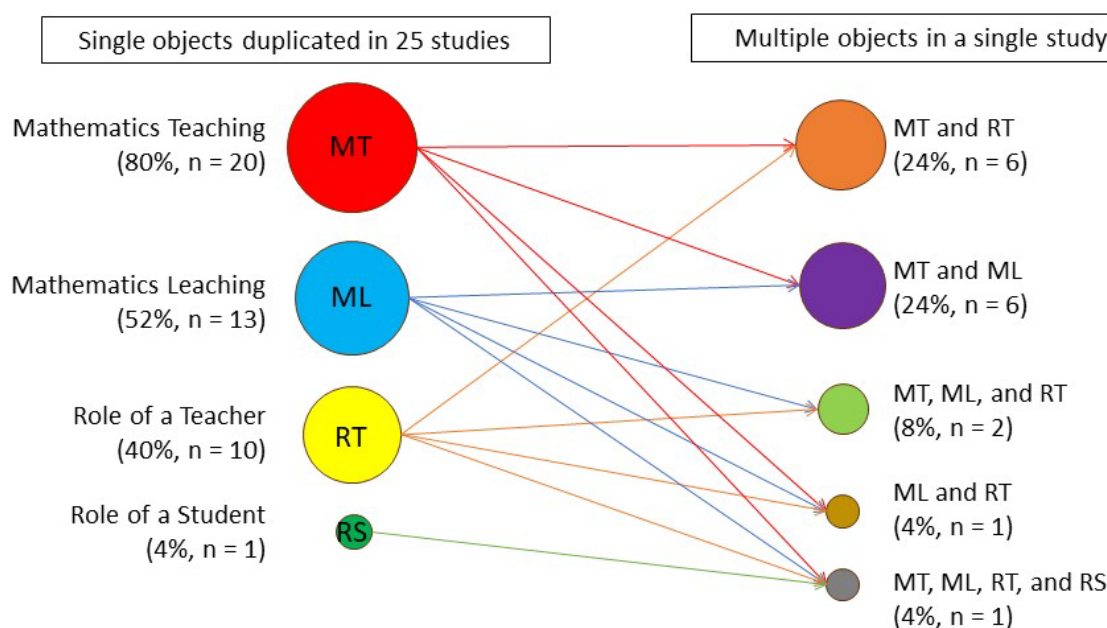 Single objects duplicated in 25 studies
Multiple objects in a single study
Mathematics Teaching
(80%, n = 20)
MT
MT and RT
(24%, n = 6)
Mathematics Leaching
(52%, n = 13)
ML
MT and ML
(24%, n = 6)
Role of a Teacher
(40%, n = 10)
RT
MT, ML, and RT
(8%, n = 2)
Role of a Student
(4%, n = 1)
RS
ML and RT
(4%, n = 1)
MT, ML, RT, and RS
(4%, n = 1)